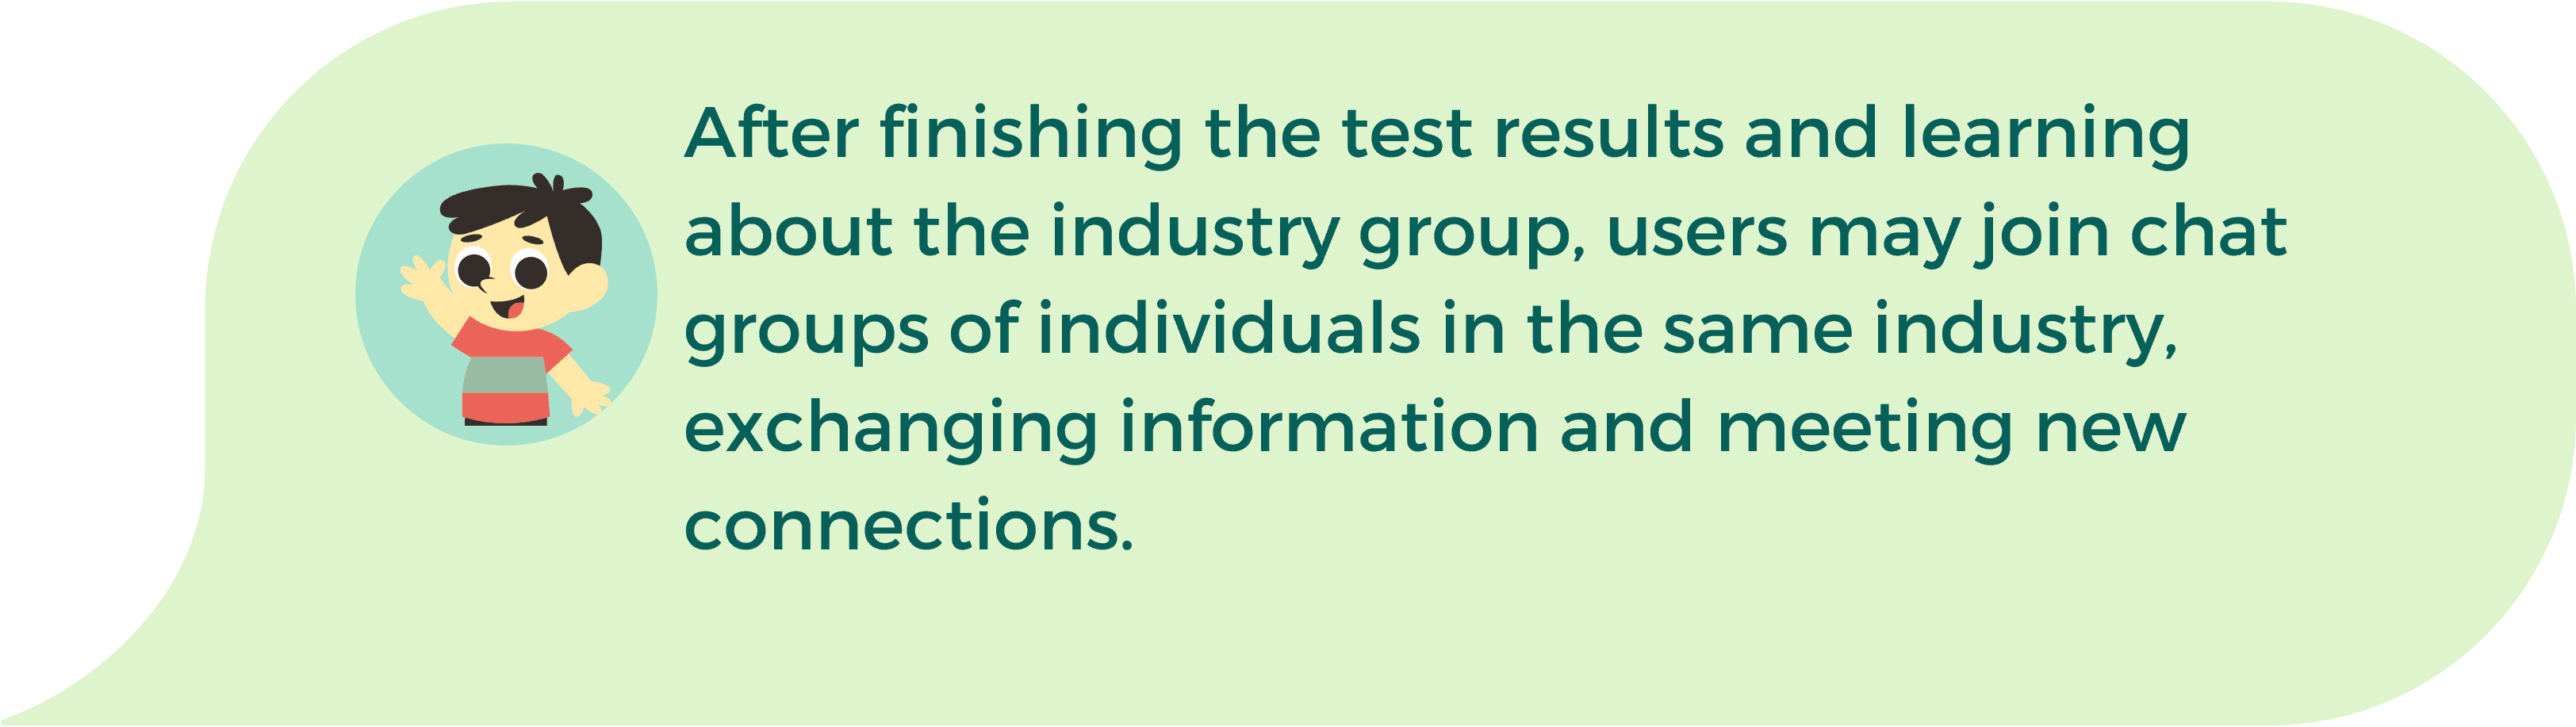 After finishing the test results and learning
about the industry group, users may join chat
groups of individuals in the same industry,
exchanging information and meeting new
connections.